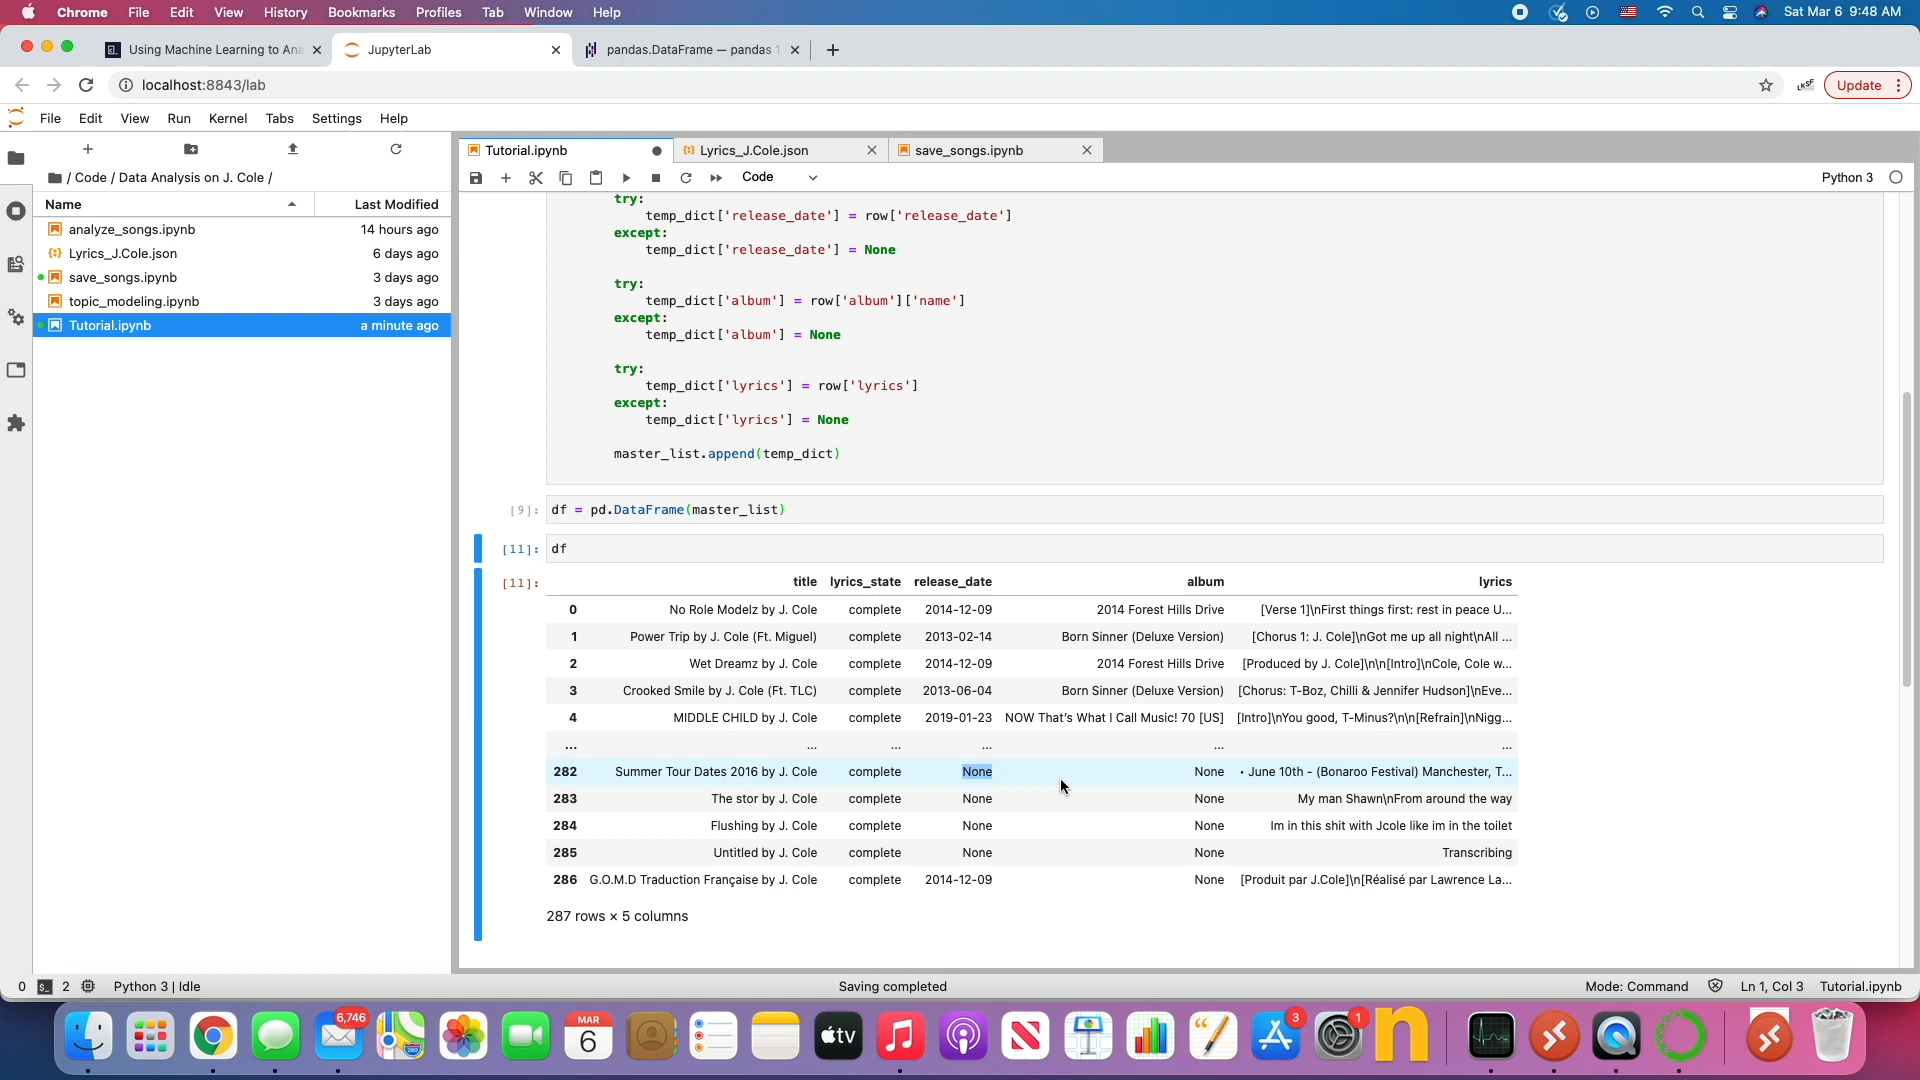 Chrome File Edit View History Bookmarks Profiles Tab Window Help Sat Mar 6 9:48 AM
Using Machine Learning to Ana JupyterLab pandas.DataFrame — pandas 1
localhost:8843/lab LKSF Update
File Edit View Run Kernel Tabs Settings Help
Tutorial.ipynb Lyrics_J.Cole.json save_songs.ipynb
/ Code / Data Analysis on J. Cole /
Code Python 3
Name Last Modified
analyze_songs.ipynb 14 hours ago
Lyrics_J.Cole.json 6 days ago
save_songs.ipynb 3 days ago
topic_modeling.ipynb 3 days ago
Tutorial.ipynb a minute ago
try:
temp_dict['release_date'] = row['release_date']
except:
temp_dict['release_date'] = None
try:
temp_dict['album'] = row['album']['name']
except:
temp_dict['album'] = None
try:
temp_dict['lyrics'] = row['lyrics']
except:
temp_dict['lyrics'] = None
master_list.append(temp_dict)
[9]: df = pd.DataFrame(master_list)
[11]: df
[11]: title lyrics_state release_date album lyrics
0 No Role Modelz by J. Cole complete 2014-12-09 2014 Forest Hills Drive [Verse 1]\nFirst things first: rest in peace U...
1 Power Trip by J. Cole (Ft. Miguel) complete 2013-02-14 Born Sinner (Deluxe Version) [Chorus 1: J. Cole]\nGot me up all night\nAll ...
2 Wet Dreamz by J. Cole complete 2014-12-09 2014 Forest Hills Drive [Produced by J. Cole]\n\n[Intro]\nCole, Cole w...
3 Crooked Smile by J. Cole (Ft. TLC) complete 2013-06-04 Born Sinner (Deluxe Version) [Chorus: T-Boz, Chilli & Jennifer Hudson]\nEve...
4 MIDDLE CHILD by J. Cole complete 2019-01-23 NOW That's What I Call Music! 70 [US] [Intro]\nYou good, T-Minus?\n\n[Refrain]\nNigg...
... ... ... ... ... ...
282 Summer Tour Dates 2016 by J. Cole complete None None • June 10th - (Bonaroo Festival) Manchester, T...
283 The stor by J. Cole complete None None My man Shawn\nFrom around the way
284 Flushing by J. Cole complete None None Im in this shit with Jcole like im in the toilet
285 Untitled by J. Cole complete None None Transcribing
286 G.O.M.D Traduction Française by J. Cole complete 2014-12-09 None [Produit par J.Cole]\n[Réalisé par Lawrence La...
287 rows × 5 columns
0 2 Python 3 | Idle Saving completed Mode: Command Ln 1, Col 3 Tutorial.ipynb
6,746 MAR 6 tv 3 1 n